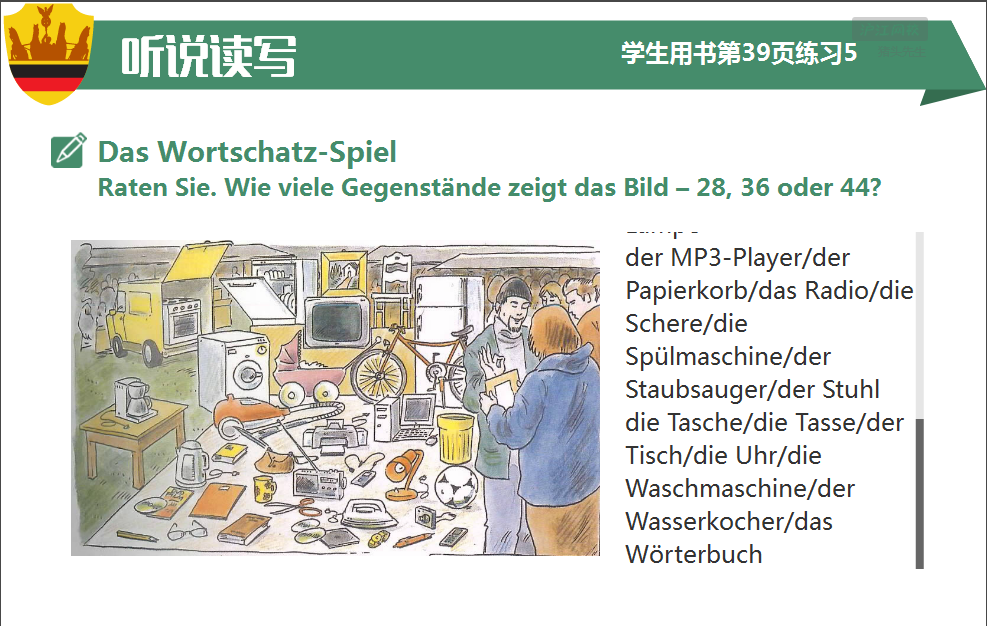 听说读写
学生用书第39页练习5
Das Wortschatz-Spiel
Raten Sie. Wie viele Gegenstände zeigt das Bild – 28, 36 oder 44?
der MP3-Player/der
Papierkorb/das Radio/die
Schere/die
Spülmaschine/der
Staubsauger/der Stuhl
die Tasche/die Tasse/der
Tisch/die Uhr/die
Waschmaschine/der
Wasserkocher/das
Wörterbuch